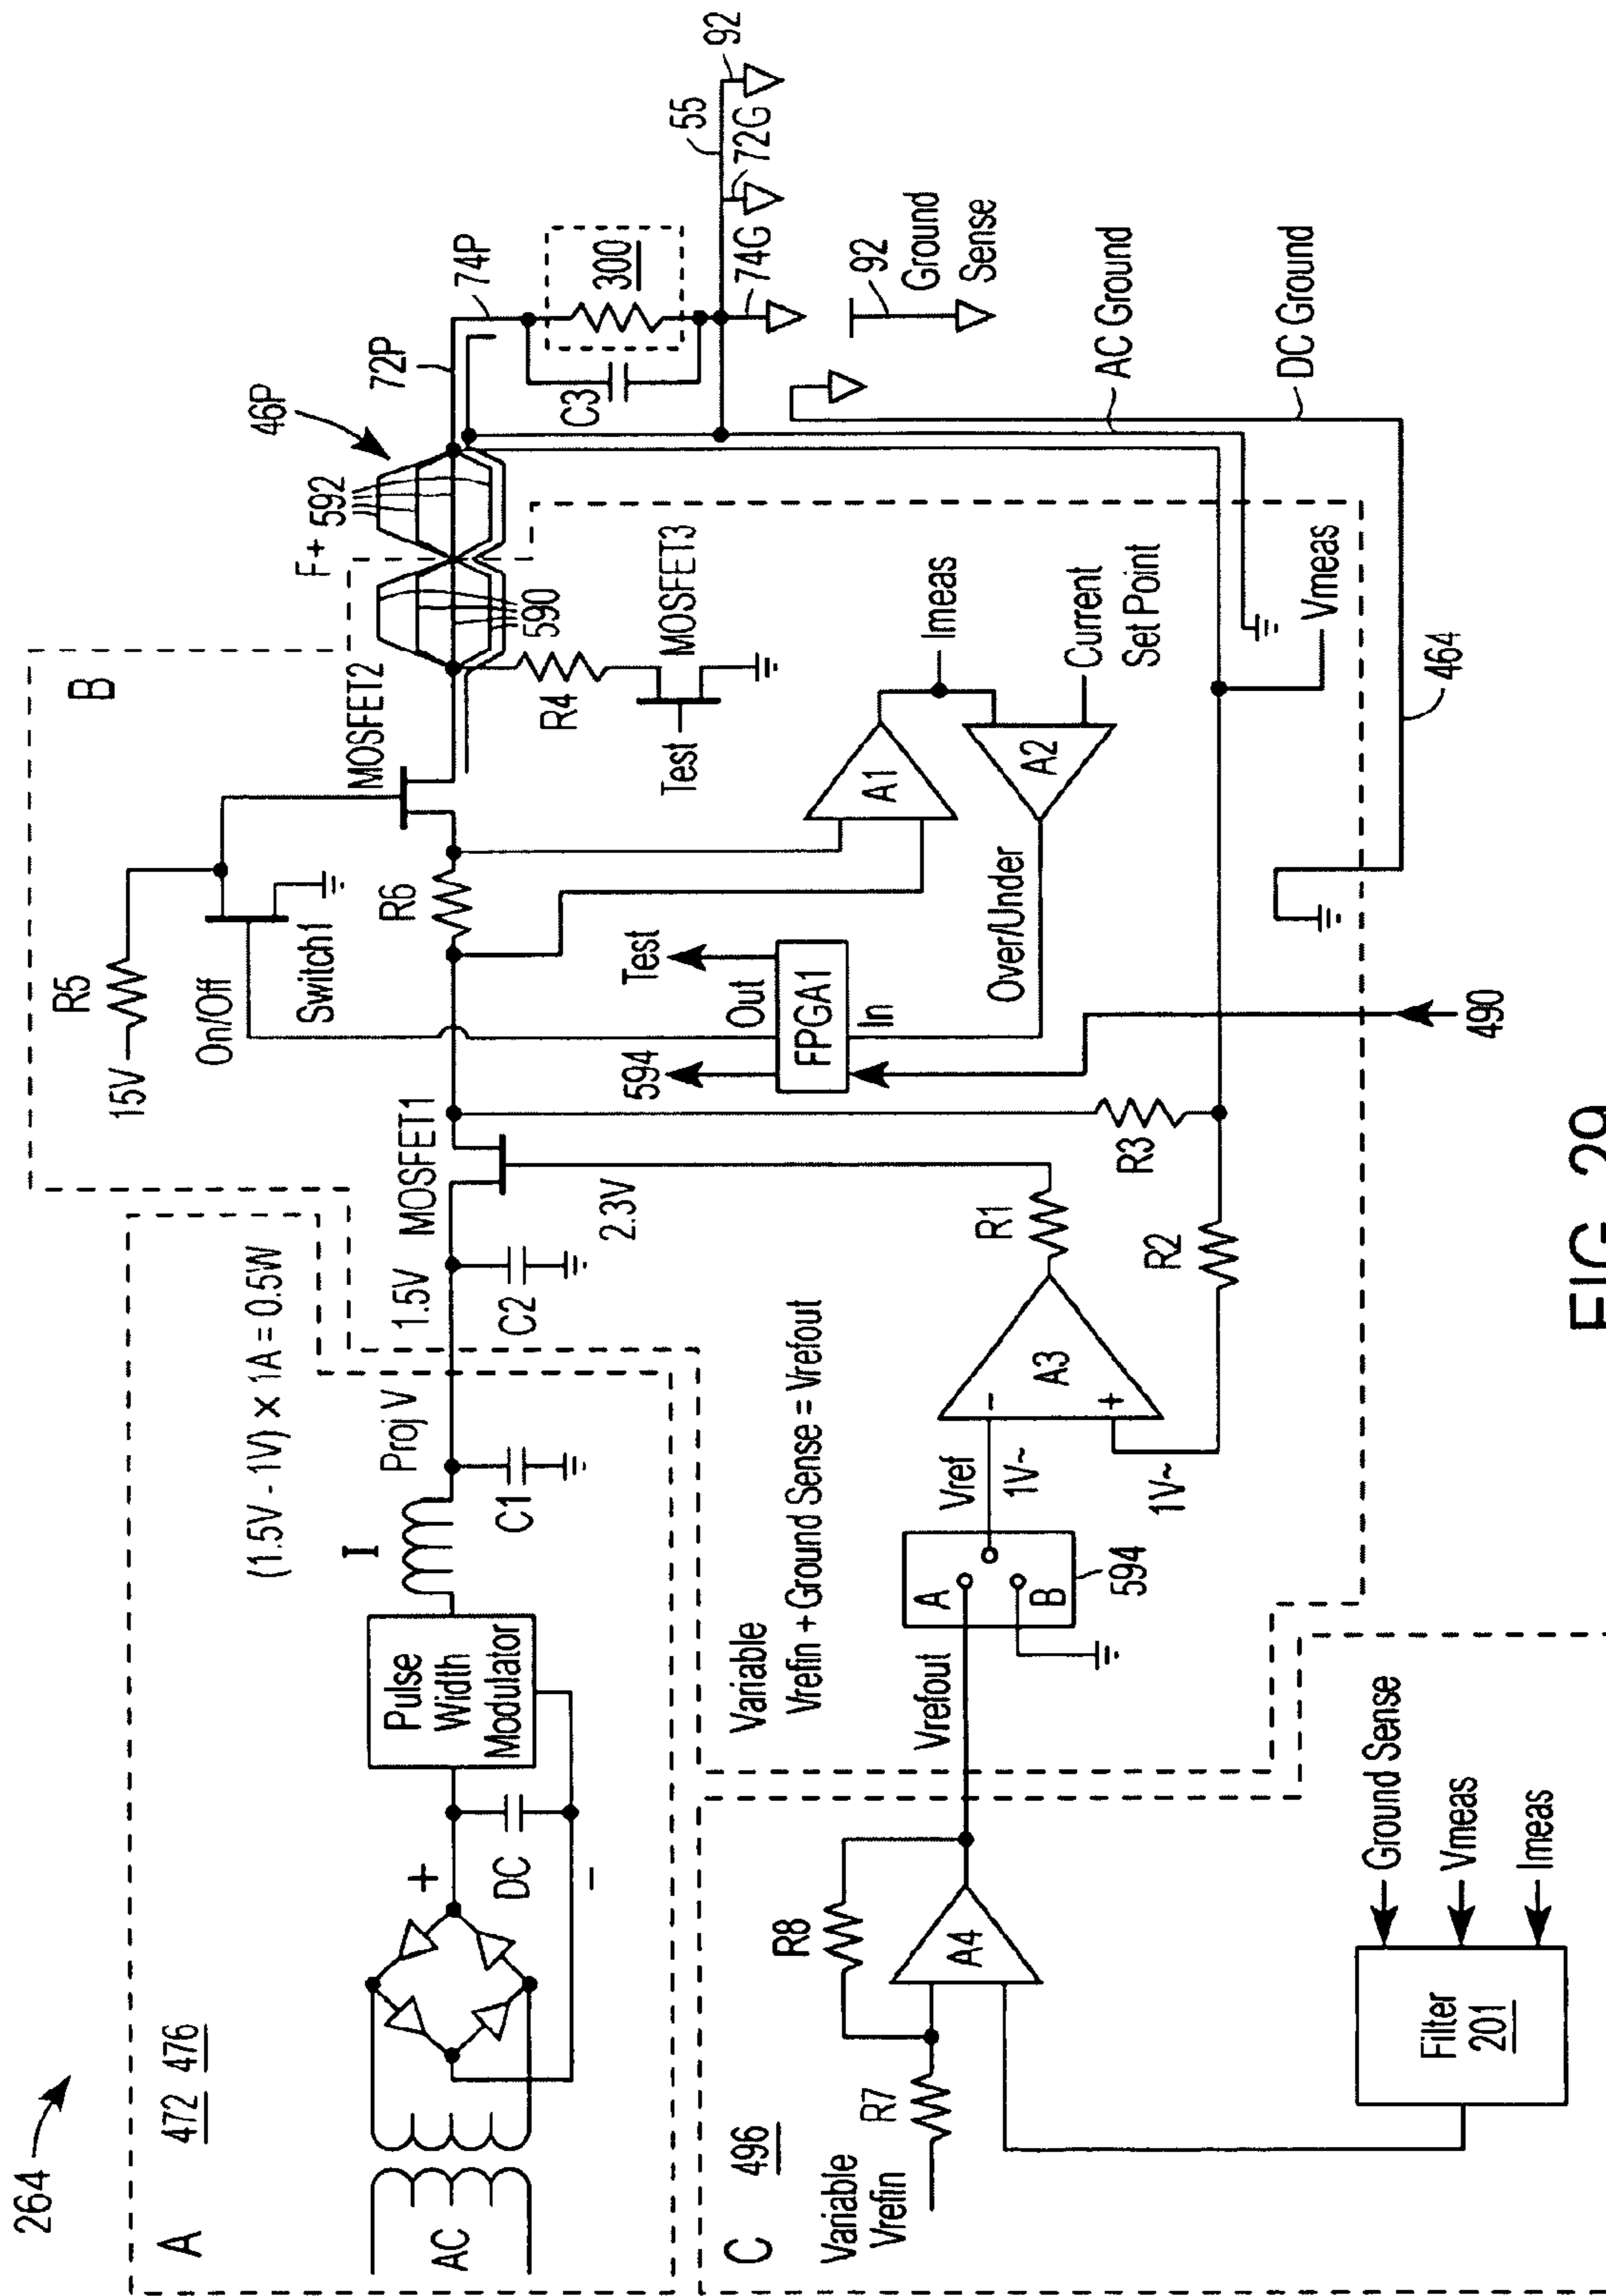 264
A
472 476
AC
+
DC
−
Pulse
Width
Modulator
I
(1.5V - 1V) × 1A = 0.5W
Proj V
C1
1.5V
C2
MOSFET1
2.3V
B
15V
R5
On/Off
Switch1
R6
MOSFET2
F+
592
590
46P
72P
74P
300
C3
55
92
72G
74G
92
Ground
Sense
AC Ground
DC Ground
R4
MOSFET3
Test
Imeas
A1
A2
Current
Set Point
Over/Under
594
Test
Out
FPGA1
In
490
R3
R1
R2
Vmeas
464
A3
−
+
Vref
1V~
1V~
Variable
Vrefin + Ground Sense = Vrefout
Vrefout
A
B
594
C
496
Variable
Vrefin
R7
R8
A4
Filter
201
Ground Sense
Vmeas
Imeas
FIG. 29